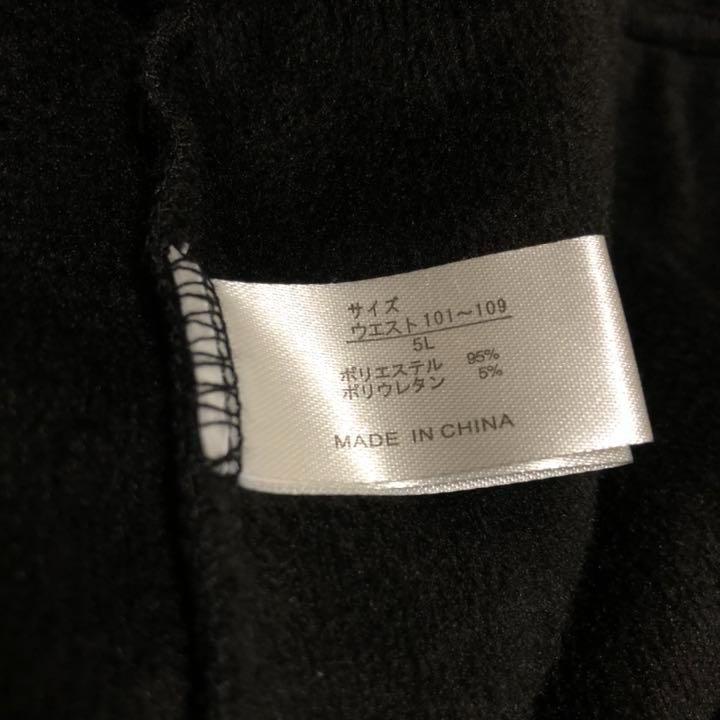 サイズ
ウエスト101～109
5L
ポリエステル 95%
ポリウレタン 5%
MADE IN CHINA